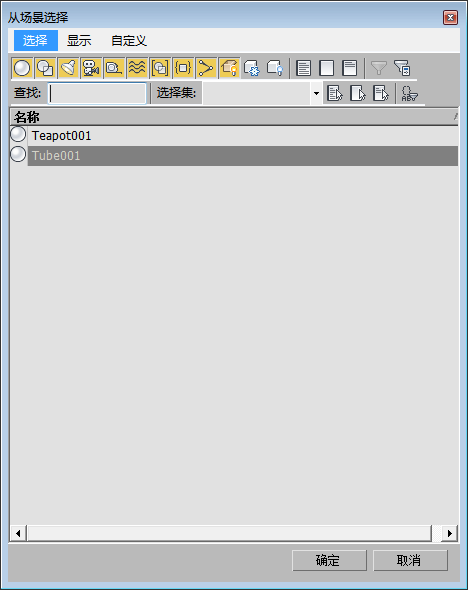 从场景选择
选择 显示 自定义
查找: 选择集:
名称
Teapot001
Tube001
确定 取消